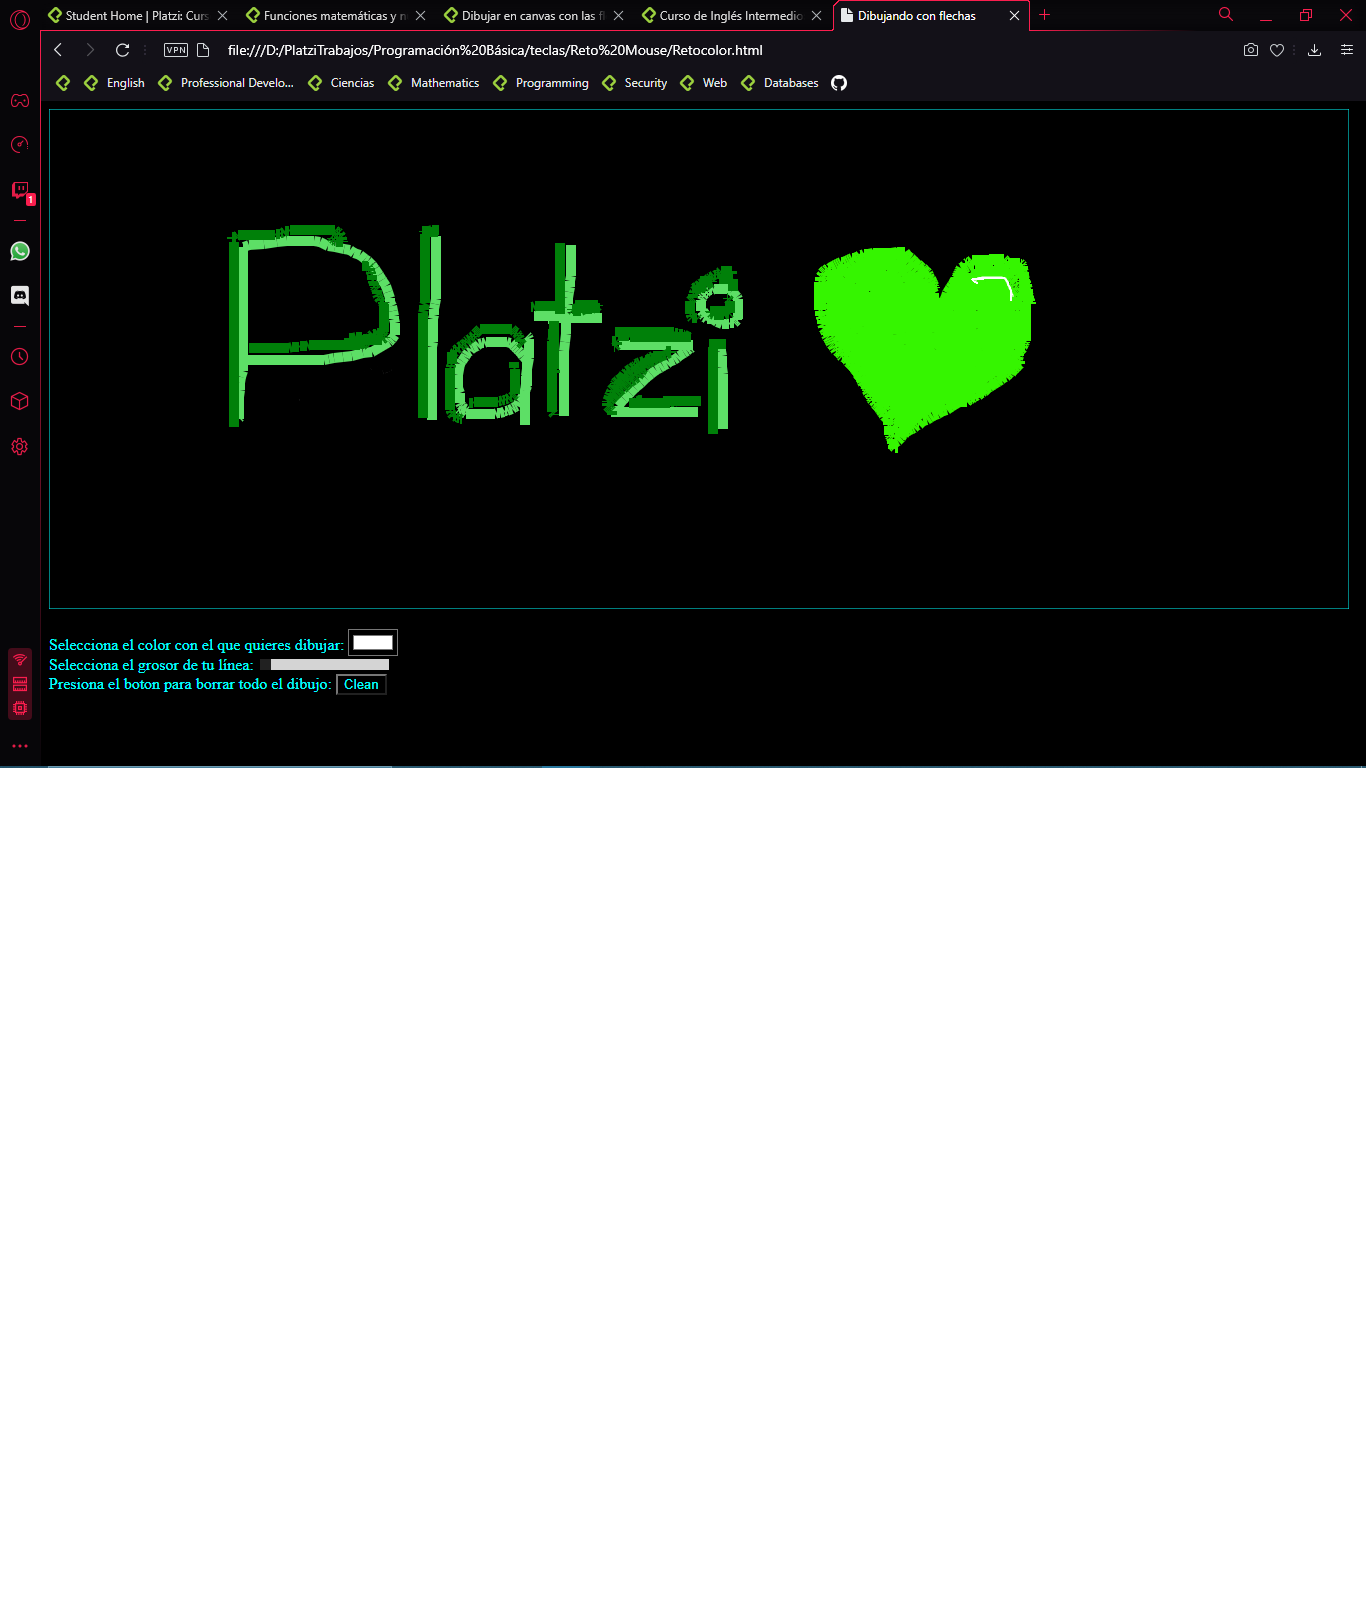 Student Home | Platzi: Curs
Funciones matemáticas y n
Dibujar en canvas con las fl
Curso de Inglés Intermedio
Dibujando con flechas
VPN
file:///D:/PlatziTrabajos/Programación%20Básica/teclas/Reto%20Mouse/Retocolor.html
English
Professional Develo...
Ciencias
Mathematics
Programming
Security
Web
Databases
1
Platzi
Selecciona el color con el que quieres dibujar:
Selecciona el grosor de tu línea:
Presiona el boton para borrar todo el dibujo: Clean